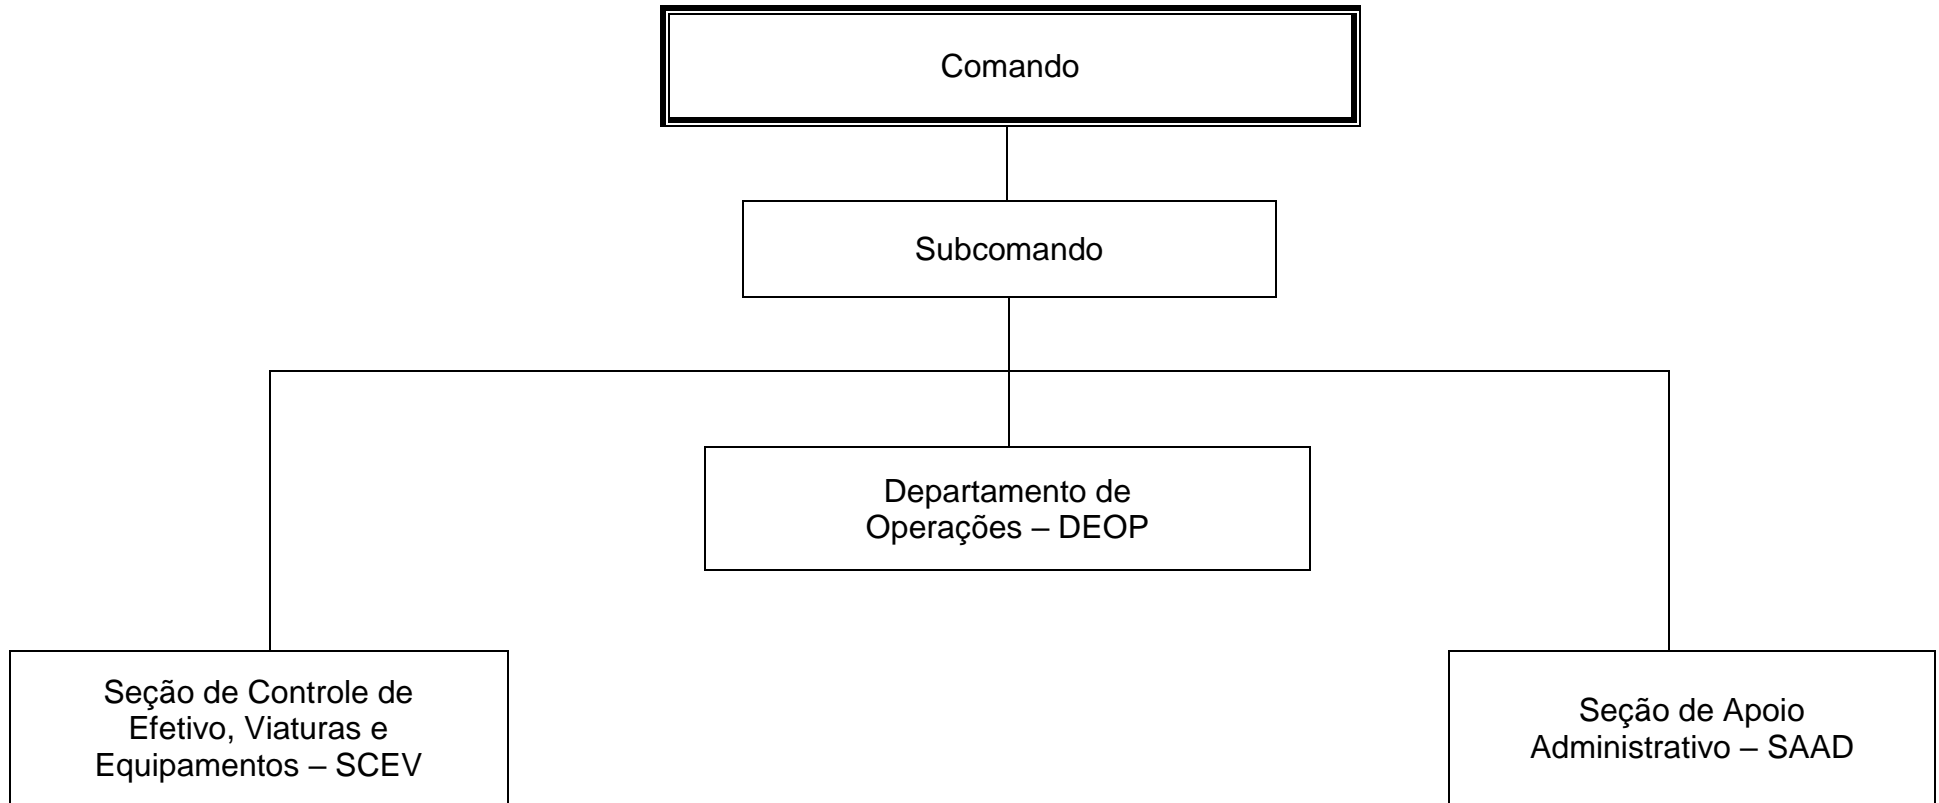 Comando
Subcomando
Departamento de
Operações – DEOP
Seção de Controle de
Efetivo, Viaturas e
Equipamentos – SCEV
Seção de Apoio
Administrativo – SAAD